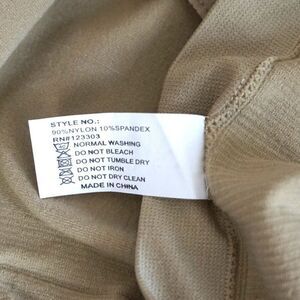 STYLE NO.:
90%NYLON 10%SPANDEX
RN#123303
NORMAL WASHING
DO NOT BLEACH
DO NOT TUMBLE DRY
DO NOT IRON
DO NOT DRY CLEAN
MADE IN CHINA